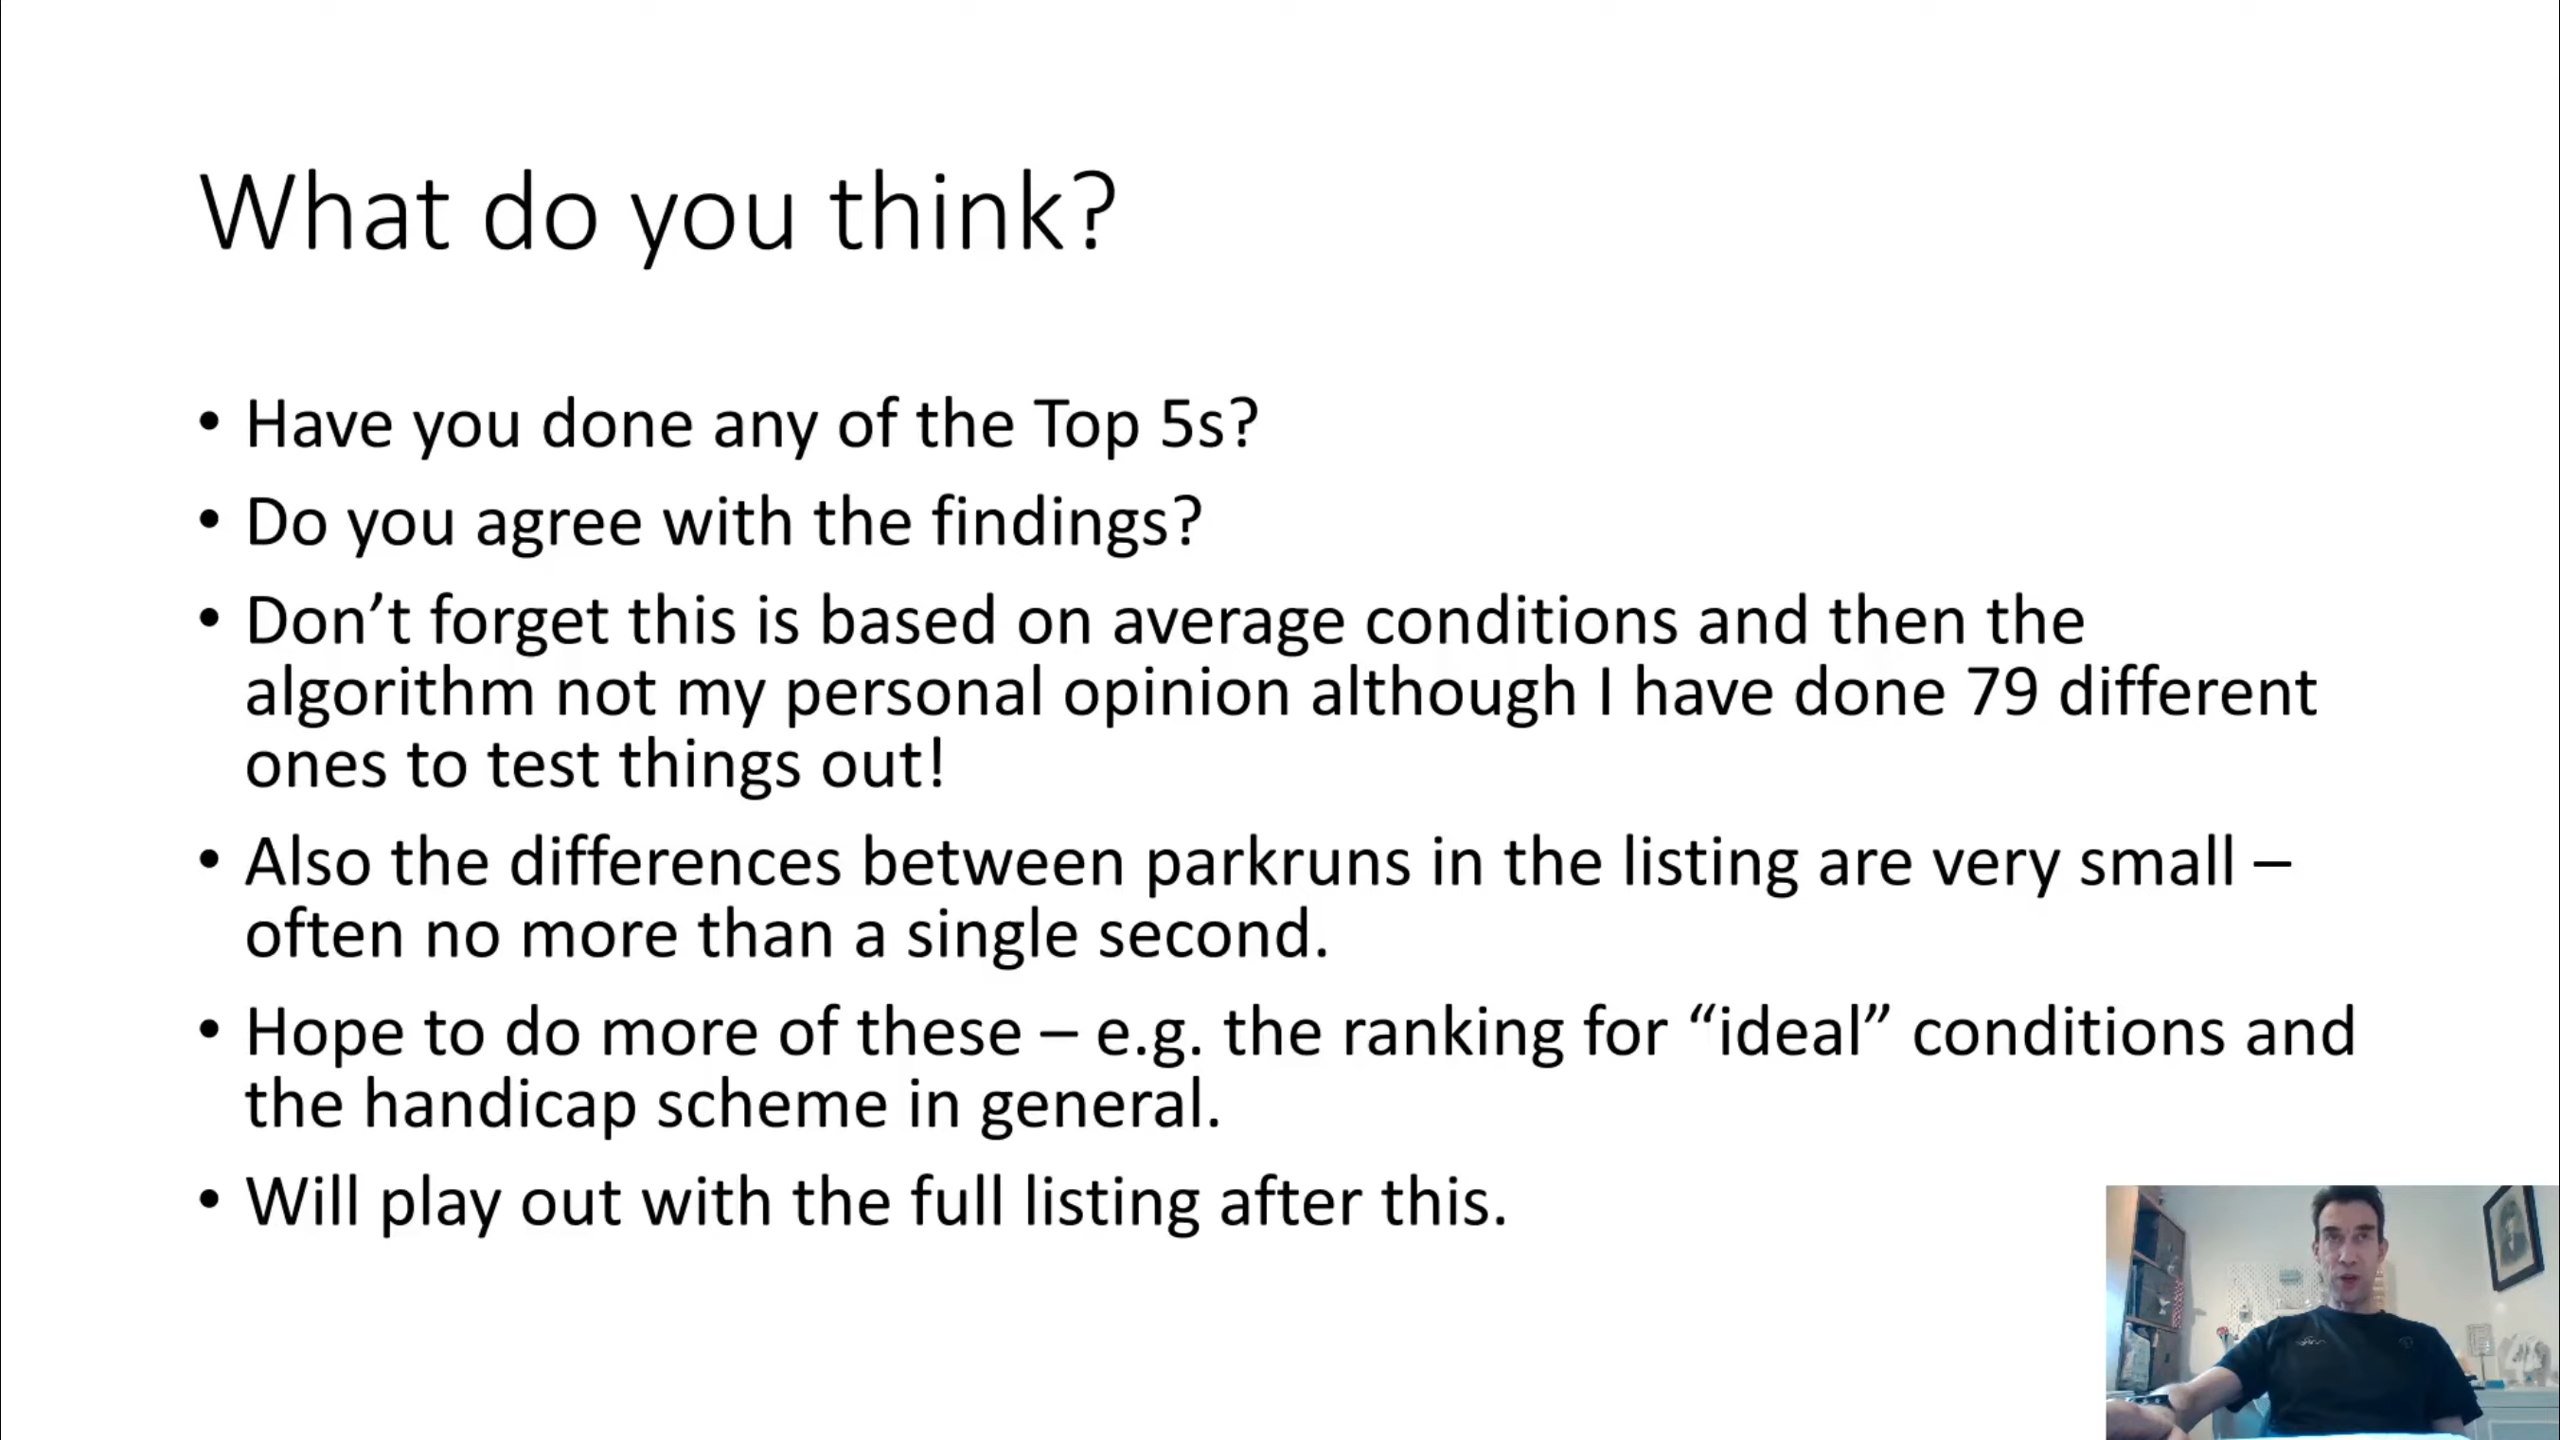 What do you think?
• Have you done any of the Top 5s?
• Do you agree with the findings?
• Don’t forget this is based on average conditions and then the
algorithm not my personal opinion although I have done 79 different
ones to test things out!
• Also the differences between parkruns in the listing are very small –
often no more than a single second.
• Hope to do more of these – e.g. the ranking for “ideal” conditions and
the handicap scheme in general.
• Will play out with the full listing after this.